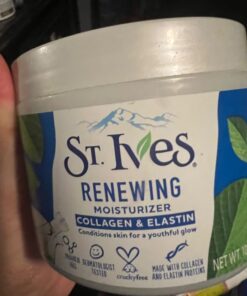 St. Ives®
RENEWING
MOISTURIZER
COLLAGEN & ELASTIN
Conditions skin for a youthful glow
DERMATOLOGIST
TESTED
crueltyfree
MADE WITH COLLAGEN
AND ELASTIN PROTEINS
NET